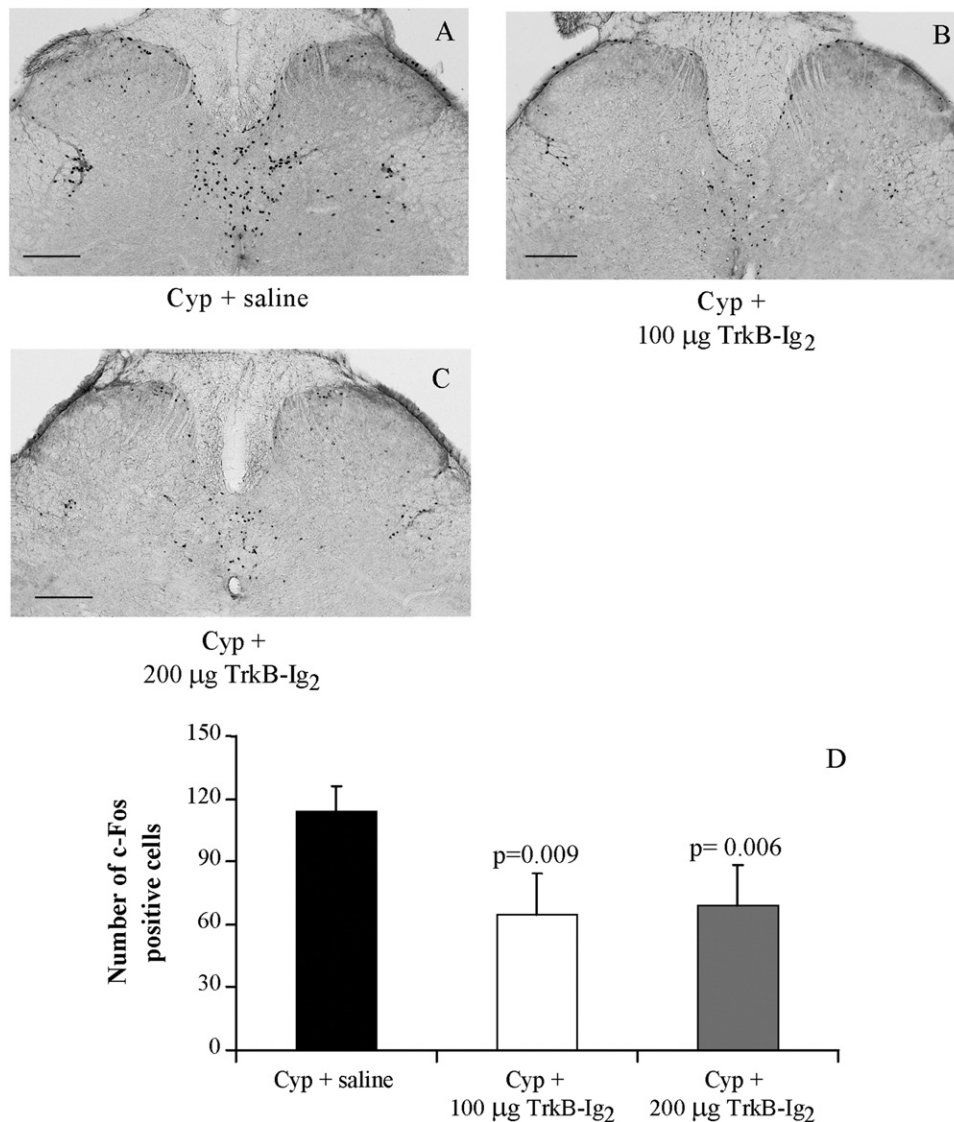 A
B
Cyp + saline
Cyp +
100 μg TrkB-Ig2
C
Cyp +
200 μg TrkB-Ig2
D
Number of c-Fos
positive cells
150
120
90
60
30
0
p=0.009
p= 0.006
Cyp + saline
Cyp +
100 μg TrkB-Ig2
Cyp +
200 μg TrkB-Ig2